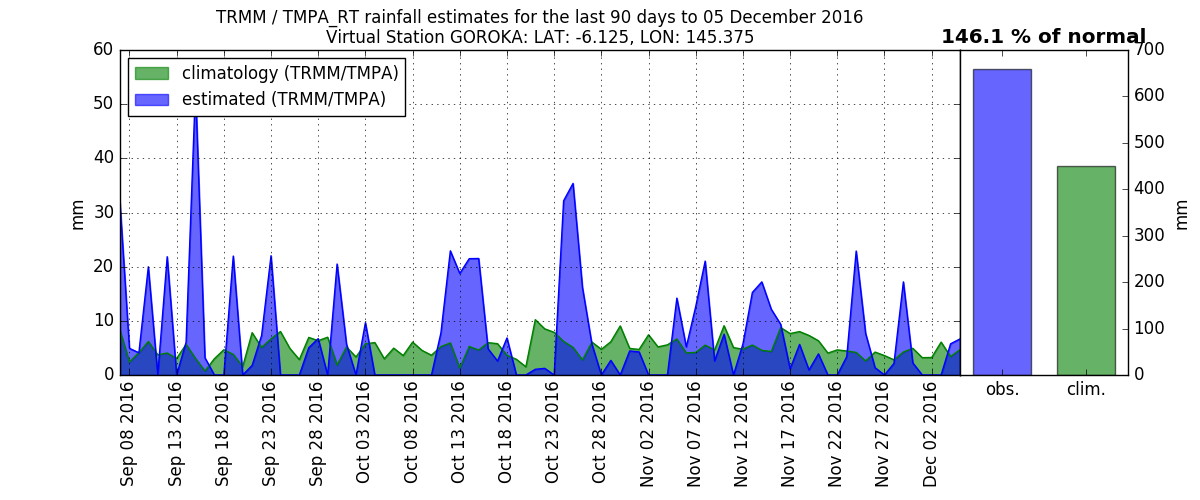 TRMM / TMPA_RT rainfall estimates for the last 90 days to 05 December 2016
Virtual Station GOROKA: LAT: -6.125, LON: 145.375
146.1 % of normal
climatology (TRMM/TMPA)
estimated (TRMM/TMPA)
60
50
40
30
20
10
0
mm
Sep 08 2016
Sep 13 2016
Sep 18 2016
Sep 23 2016
Sep 28 2016
Oct 03 2016
Oct 08 2016
Oct 13 2016
Oct 18 2016
Oct 23 2016
Oct 28 2016
Nov 02 2016
Nov 07 2016
Nov 12 2016
Nov 17 2016
Nov 22 2016
Nov 27 2016
Dec 02 2016
obs.
clim.
700
600
500
400
300
200
100
0
mm